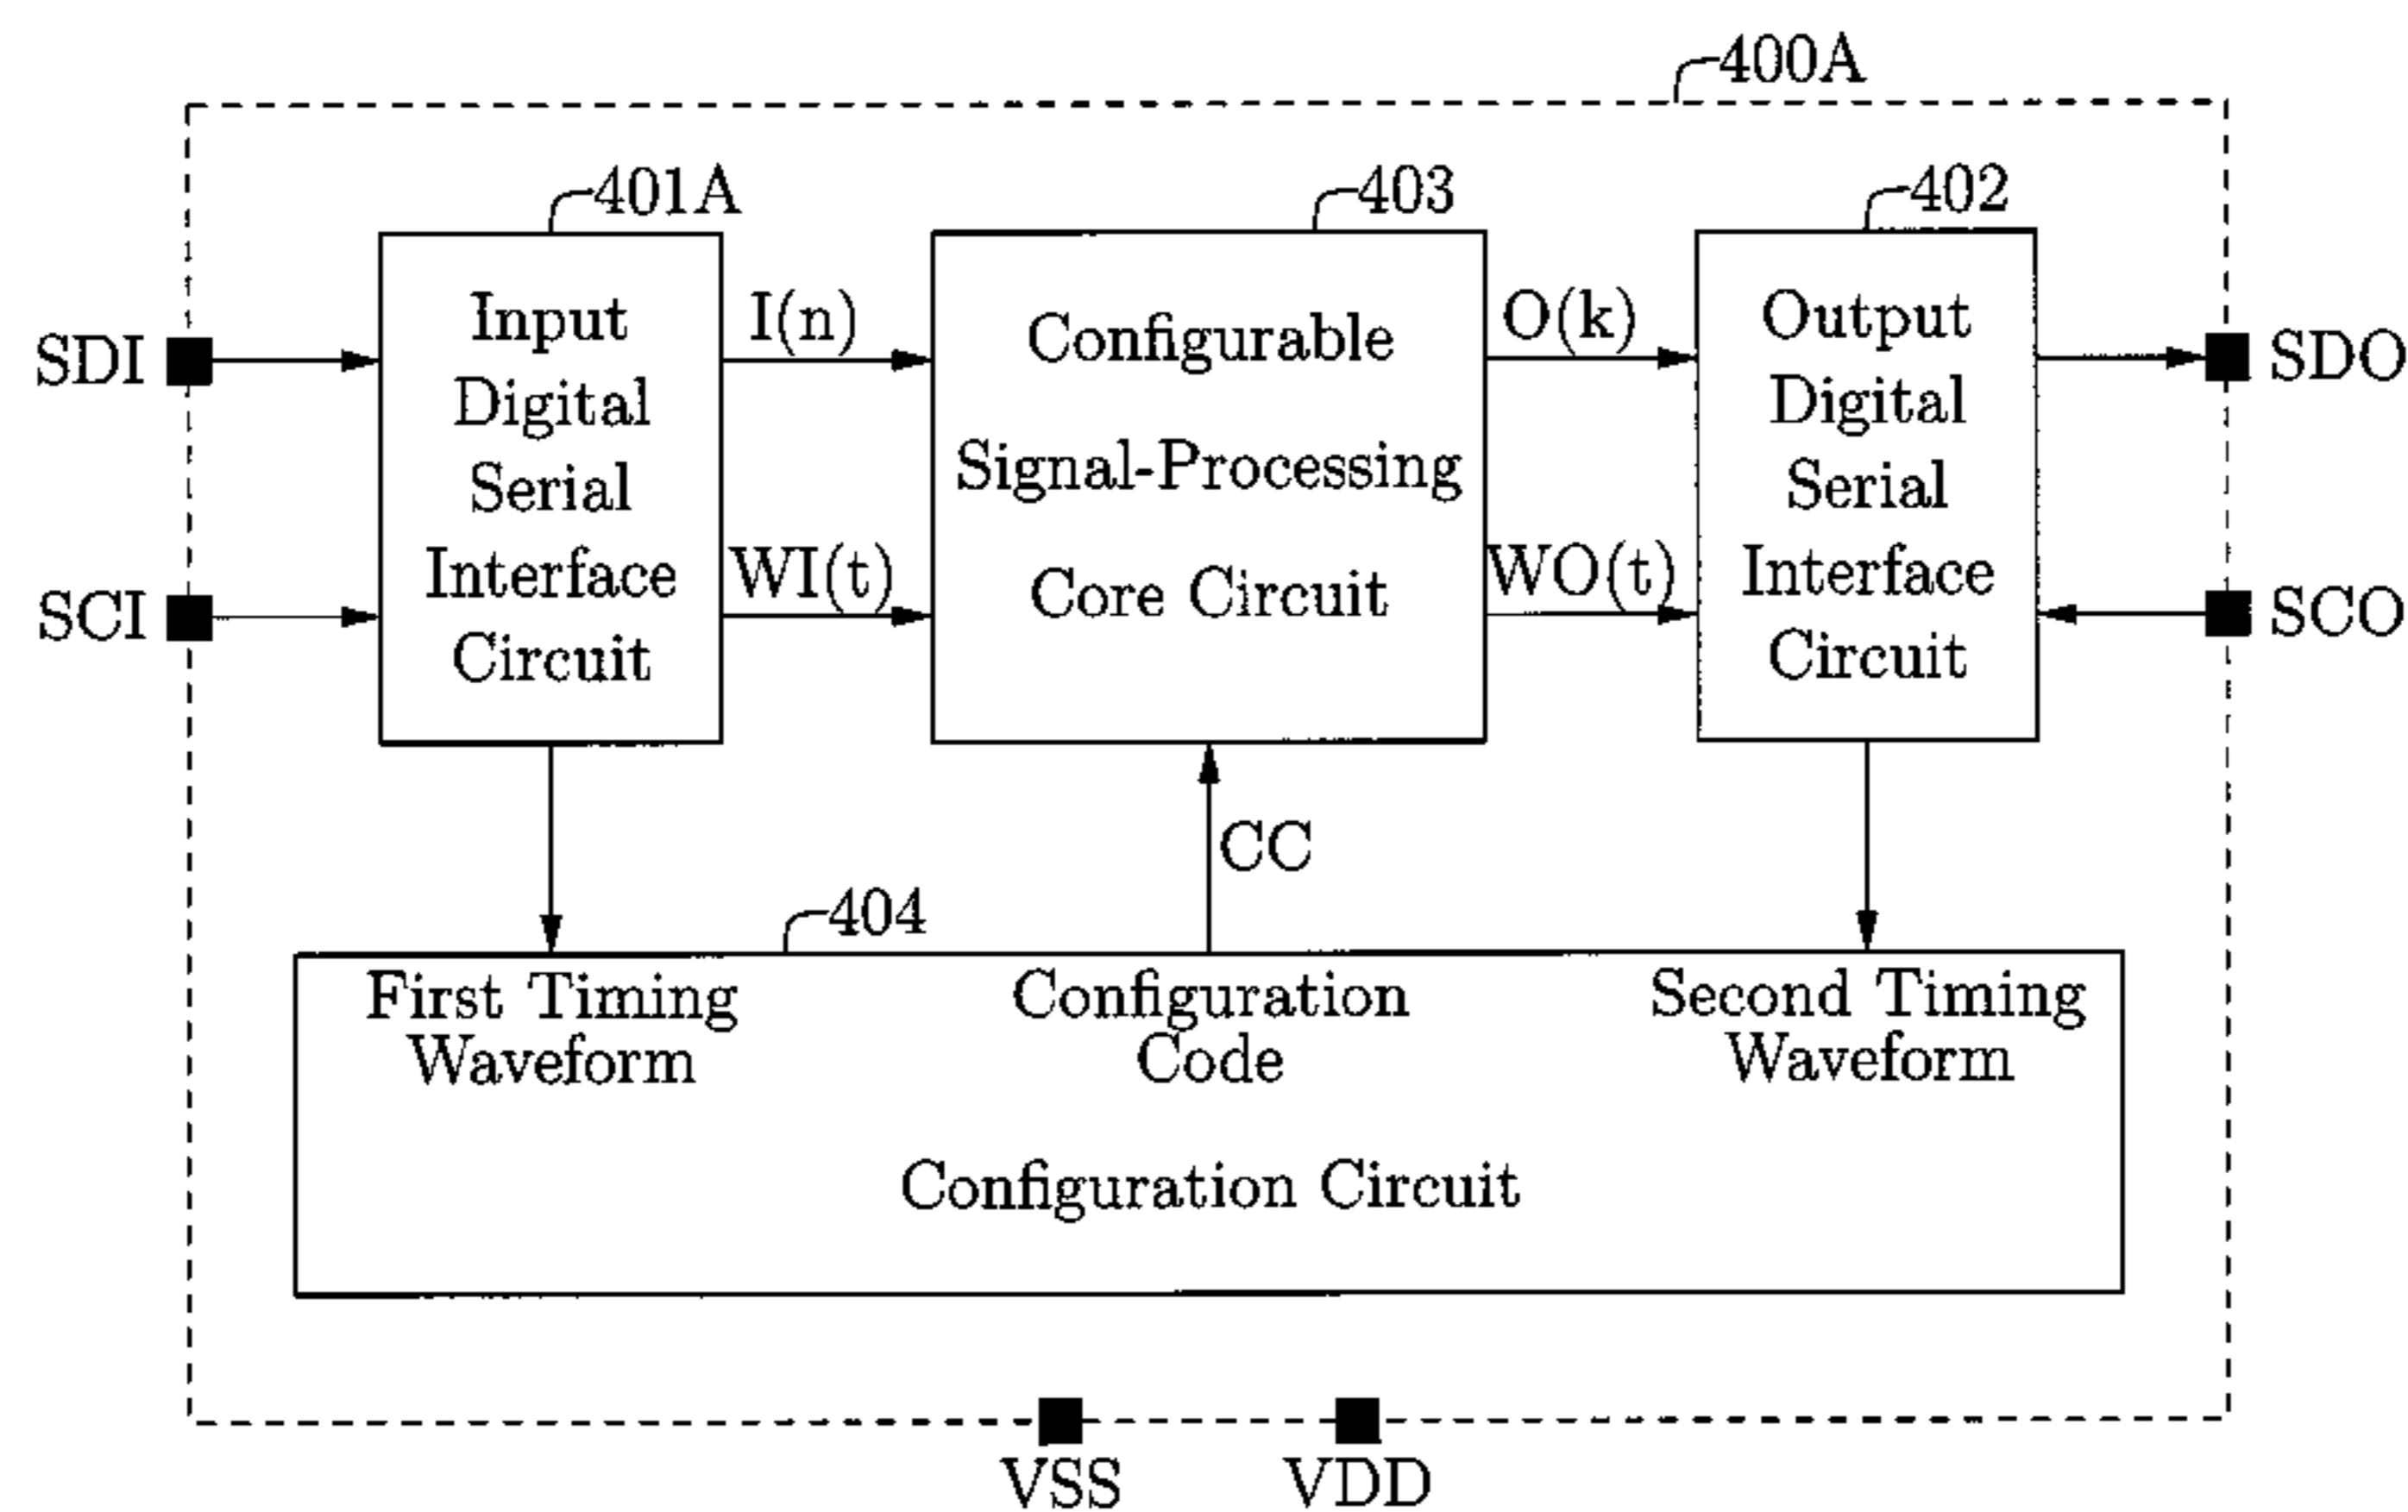 400A
401A
403
402
SDI
SCI
Input
Digital
Serial
Interface
Circuit
I(n)
WI(t)
Configurable
Signal-Processing
Core Circuit
O(k)
WO(t)
Output
Digital
Serial
Interface
Circuit
SDO
SCO
CC
404
First Timing
Waveform
Configuration
Code
Second Timing
Waveform
Configuration Circuit
VSS
VDD